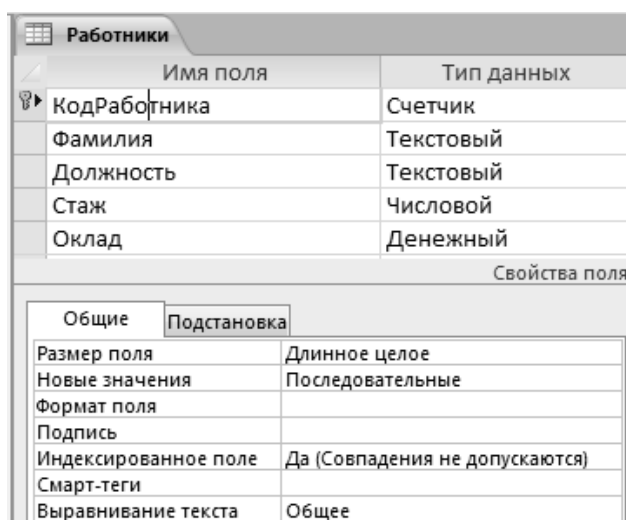 Работники
Имя поля Тип данных
КодРаботника Счетчик
Фамилия Текстовый
Должность Текстовый
Стаж Числовой
Оклад Денежный
Свойства поля
Общие Подстановка
Размер поля Длинное целое
Новые значения Последовательные
Формат поля
Подпись
Индексированное поле Да (Совпадения не допускаются)
Смарт-теги
Выравнивание текста Общее